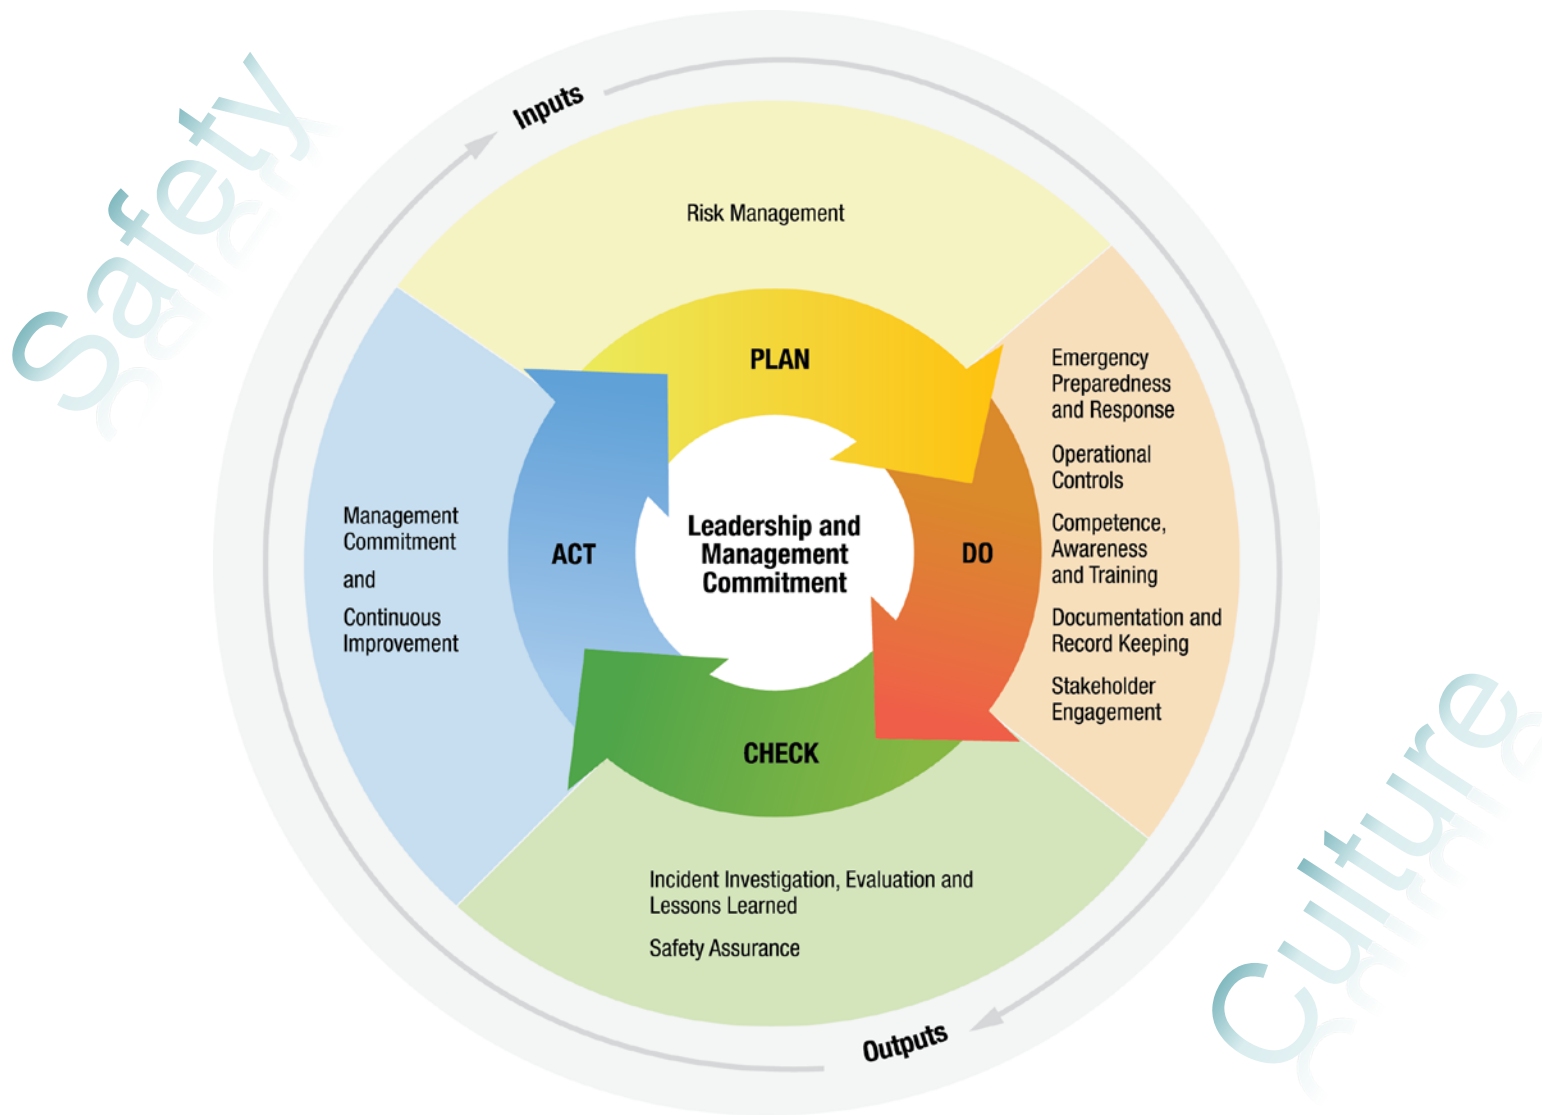 Safety
Inputs
Risk Management
PLAN
Emergency
Preparedness
and Response
Operational
Controls
Competence,
Awareness
and Training
Documentation and
Record Keeping
Stakeholder
Engagement
DO
Leadership and
Management
Commitment
ACT
Management
Commitment
and
Continuous
Improvement
CHECK
Incident Investigation, Evaluation and
Lessons Learned
Safety Assurance
Outputs
Culture